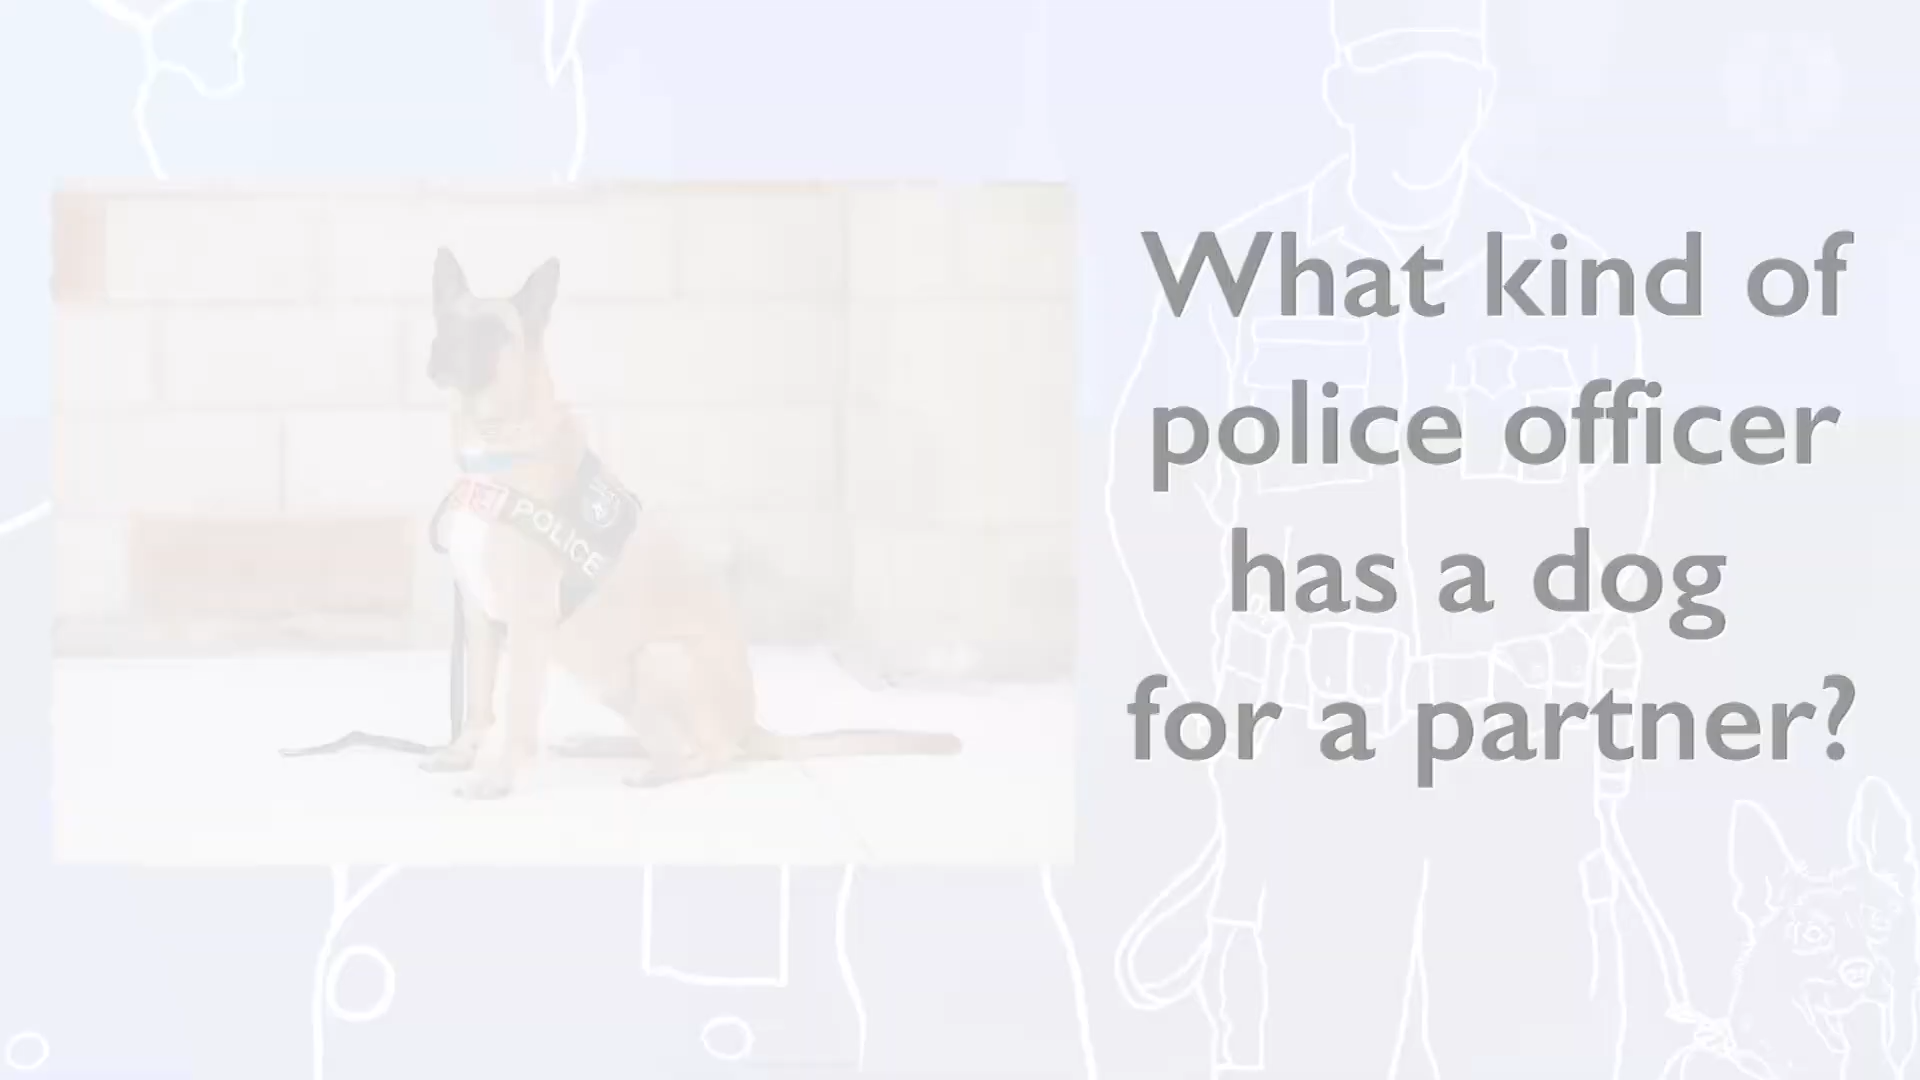 What kind of
police officer
has a dog
for a partner?
POLICE